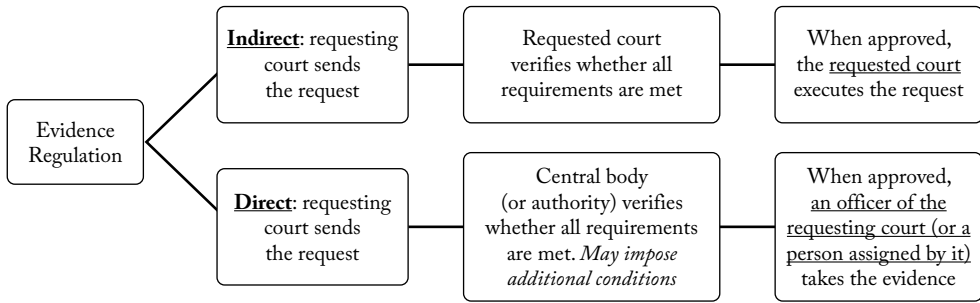 Evidence
Regulation
Indirect: requesting
court sends
the request
Requested court
verifies whether all
requirements are met
When approved,
the requested court
executes the request
Direct: requesting
court sends
the request
Central body
(or authority) verifies
whether all requirements
are met. May impose
additional conditions
When approved,
an officer of the
requesting court (or a
person assigned by it)
takes the evidence